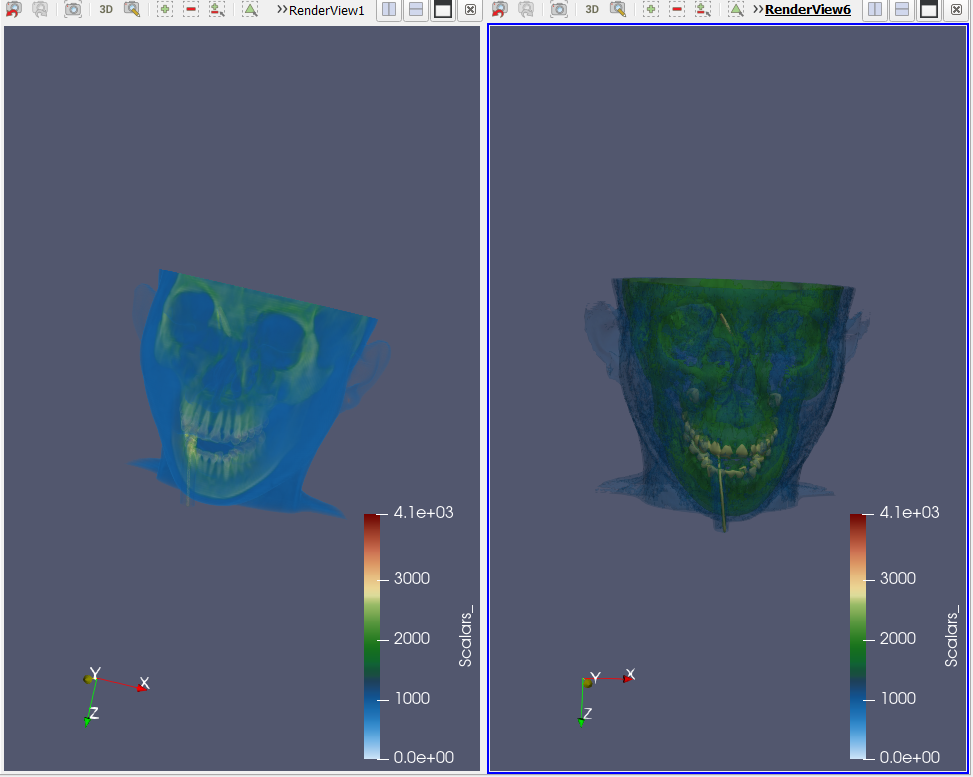 3D
>>RenderView1
3D
>>RenderView6
4.1e+03
3000
2000
1000
0.0e+00
Scalars_
Y
X
Z
4.1e+03
3000
2000
1000
0.0e+00
Scalars_
Y
X
Z